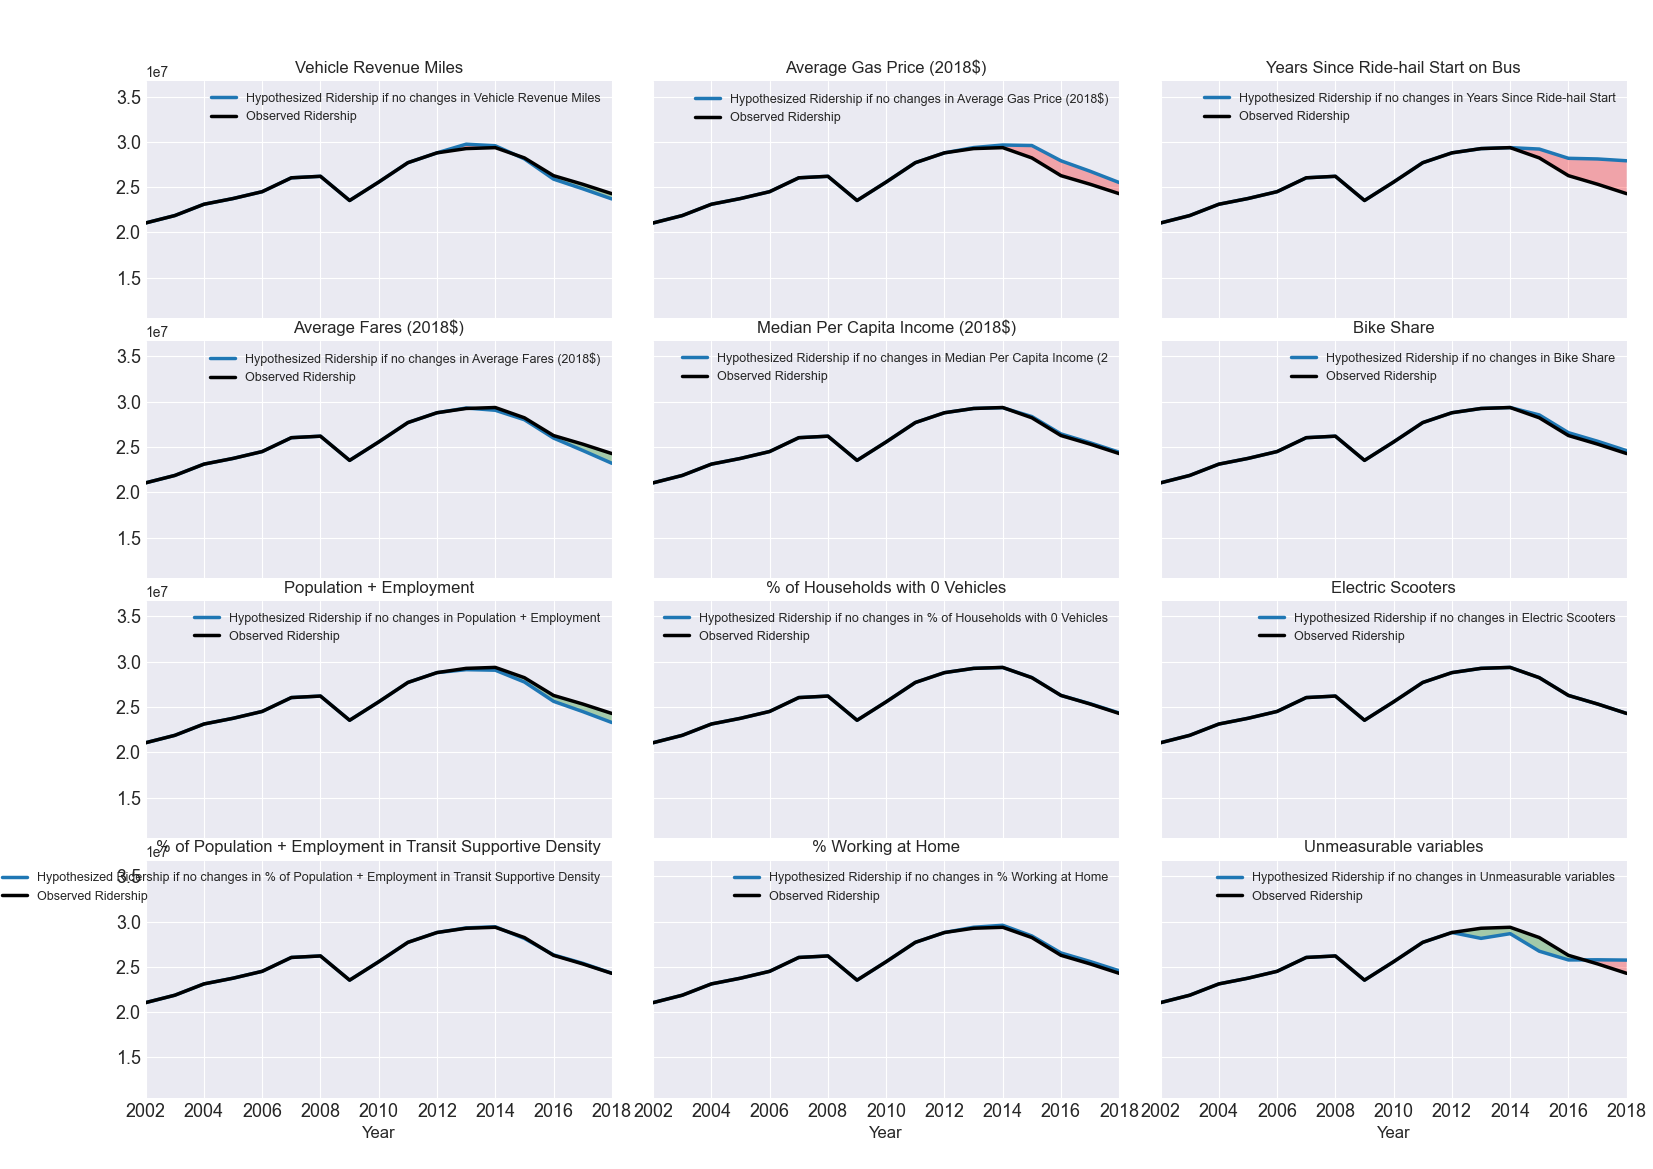 Vehicle Revenue Miles
1e7
Hypothesized Ridership if no changes in Vehicle Revenue Miles
Observed Ridership
3.5
3.0
2.5
2.0
1.5
Average Gas Price (2018$)
Hypothesized Ridership if no changes in Average Gas Price (2018$)
Observed Ridership
Years Since Ride-hail Start on Bus
Hypothesized Ridership if no changes in Years Since Ride-hail Start
Observed Ridership
Average Fares (2018$)
1e7
Hypothesized Ridership if no changes in Average Fares (2018$)
Observed Ridership
3.5
3.0
2.5
2.0
1.5
Median Per Capita Income (2018$)
Hypothesized Ridership if no changes in Median Per Capita Income (2
Observed Ridership
Bike Share
Hypothesized Ridership if no changes in Bike Share
Observed Ridership
Population + Employment
1e7
Hypothesized Ridership if no changes in Population + Employment
Observed Ridership
3.5
3.0
2.5
2.0
1.5
% of Households with 0 Vehicles
Hypothesized Ridership if no changes in % of Households with 0 Vehicles
Observed Ridership
Electric Scooters
Hypothesized Ridership if no changes in Electric Scooters
Observed Ridership
% of Population + Employment in Transit Supportive Density
1e7
Hypothesized Ridership if no changes in % of Population + Employment in Transit Supportive Density
Observed Ridership
3.5
3.0
2.5
2.0
1.5
2002 2004 2006 2008 2010 2012 2014 2016 2018
Year
% Working at Home
Hypothesized Ridership if no changes in % Working at Home
Observed Ridership
2002 2004 2006 2008 2010 2012 2014 2016 2018
Year
Unmeasurable variables
Hypothesized Ridership if no changes in Unmeasurable variables
Observed Ridership
2002 2004 2006 2008 2010 2012 2014 2016 2018
Year